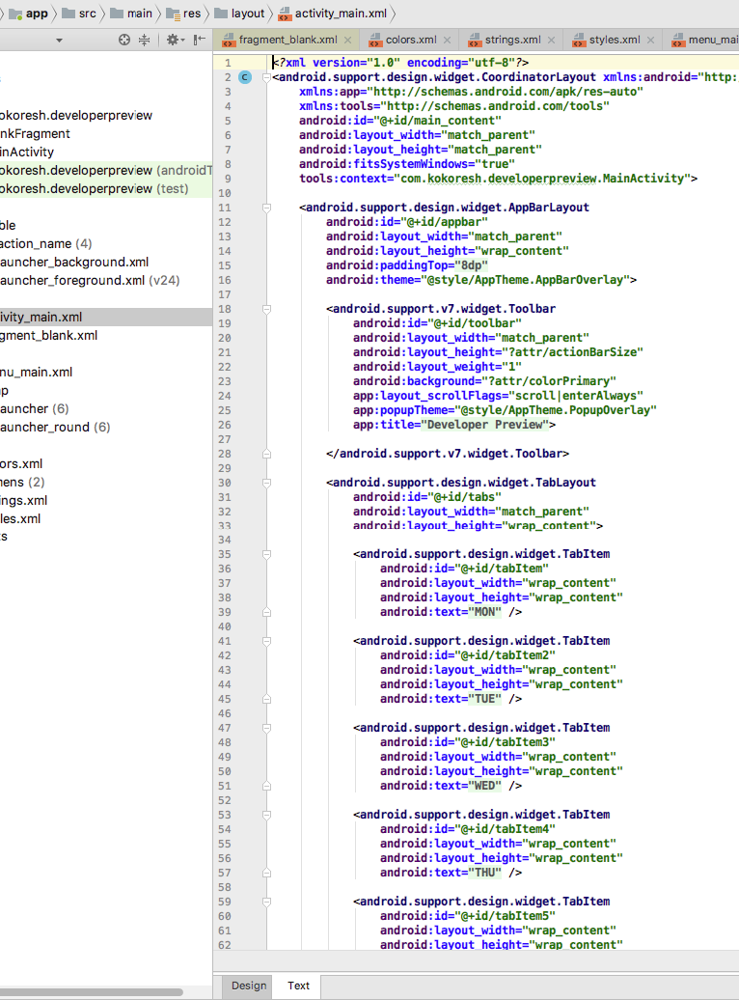 app src main res layout activity_main.xml
fragment_blank.xml colors.xml strings.xml styles.xml menu_mai
okoresh.developerpreview
nkFragment
inActivity
okoresh.developerpreview (androidT
okoresh.developerpreview (test)
ble
action_name (4)
auncher_background.xml
auncher_foreground.xml (v24)
ivity_main.xml
gment_blank.xml
nu_main.xml
p
auncher (6)
auncher_round (6)
ors.xml
nens (2)
ings.xml
les.xml
ts
1 <?xml version="1.0" encoding="utf-8"?>
2 C <android.support.design.widget.CoordinatorLayout xmlns:android="http:
3 xmlns:app="http://schemas.android.com/apk/res-auto"
4 xmlns:tools="http://schemas.android.com/tools"
5 android:id="@+id/main_content"
6 android:layout_width="match_parent"
7 android:layout_height="match_parent"
8 android:fitsSystemWindows="true"
9 tools:context="com.kokoresh.developerpreview.MainActivity">
10
11 <android.support.design.widget.AppBarLayout
12 android:id="@+id/appbar"
13 android:layout_width="match_parent"
14 android:layout_height="wrap_content"
15 android:paddingTop="8dp"
16 android:theme="@style/AppTheme.AppBarOverlay">
17
18 <android.support.v7.widget.Toolbar
19 android:id="@+id/toolbar"
20 android:layout_width="match_parent"
21 android:layout_height="?attr/actionBarSize"
22 android:layout_weight="1"
23 android:background="?attr/colorPrimary"
24 app:layout_scrollFlags="scroll|enterAlways"
25 app:popupTheme="@style/AppTheme.PopupOverlay"
26 app:title="Developer Preview">
27
28 </android.support.v7.widget.Toolbar>
29
30 <android.support.design.widget.TabLayout
31 android:id="@+id/tabs"
32 android:layout_width="match_parent"
33 android:layout_height="wrap_content">
34
35 <android.support.design.widget.TabItem
36 android:id="@+id/tabItem"
37 android:layout_width="wrap_content"
38 android:layout_height="wrap_content"
39 android:text="MON" />
40
41 <android.support.design.widget.TabItem
42 android:id="@+id/tabItem2"
43 android:layout_width="wrap_content"
44 android:layout_height="wrap_content"
45 android:text="TUE" />
46
47 <android.support.design.widget.TabItem
48 android:id="@+id/tabItem3"
49 android:layout_width="wrap_content"
50 android:layout_height="wrap_content"
51 android:text="WED" />
52
53 <android.support.design.widget.TabItem
54 android:id="@+id/tabItem4"
55 android:layout_width="wrap_content"
56 android:layout_height="wrap_content"
57 android:text="THU" />
58
59 <android.support.design.widget.TabItem
60 android:id="@+id/tabItem5"
61 android:layout_width="wrap_content"
62 android:layout_height="wrap_content"
Design Text